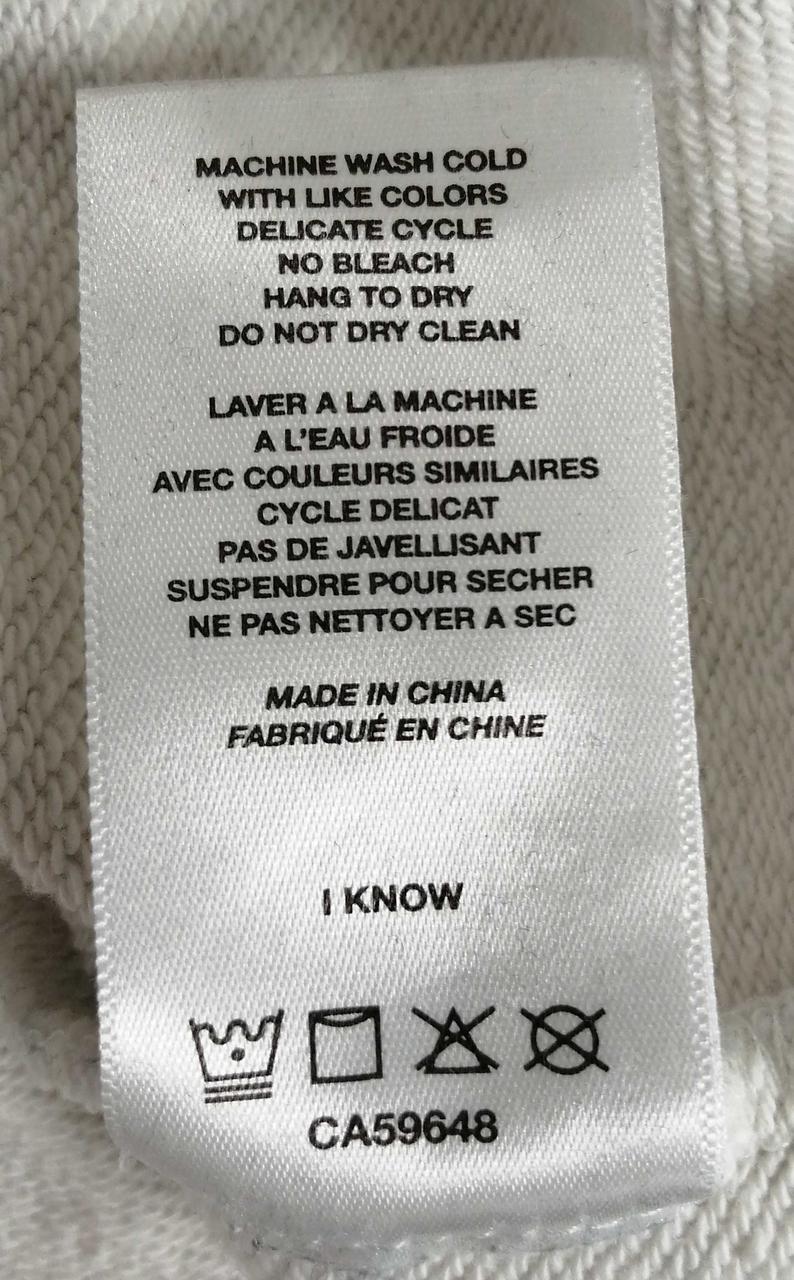 MACHINE WASH COLD
WITH LIKE COLORS
DELICATE CYCLE
NO BLEACH
HANG TO DRY
DO NOT DRY CLEAN
LAVER A LA MACHINE
A L'EAU FROIDE
AVEC COULEURS SIMILAIRES
CYCLE DELICAT
PAS DE JAVELLISANT
SUSPENDRE POUR SECHER
NE PAS NETTOYER A SEC
MADE IN CHINA
FABRIQUÉ EN CHINE
I KNOW
CA59648